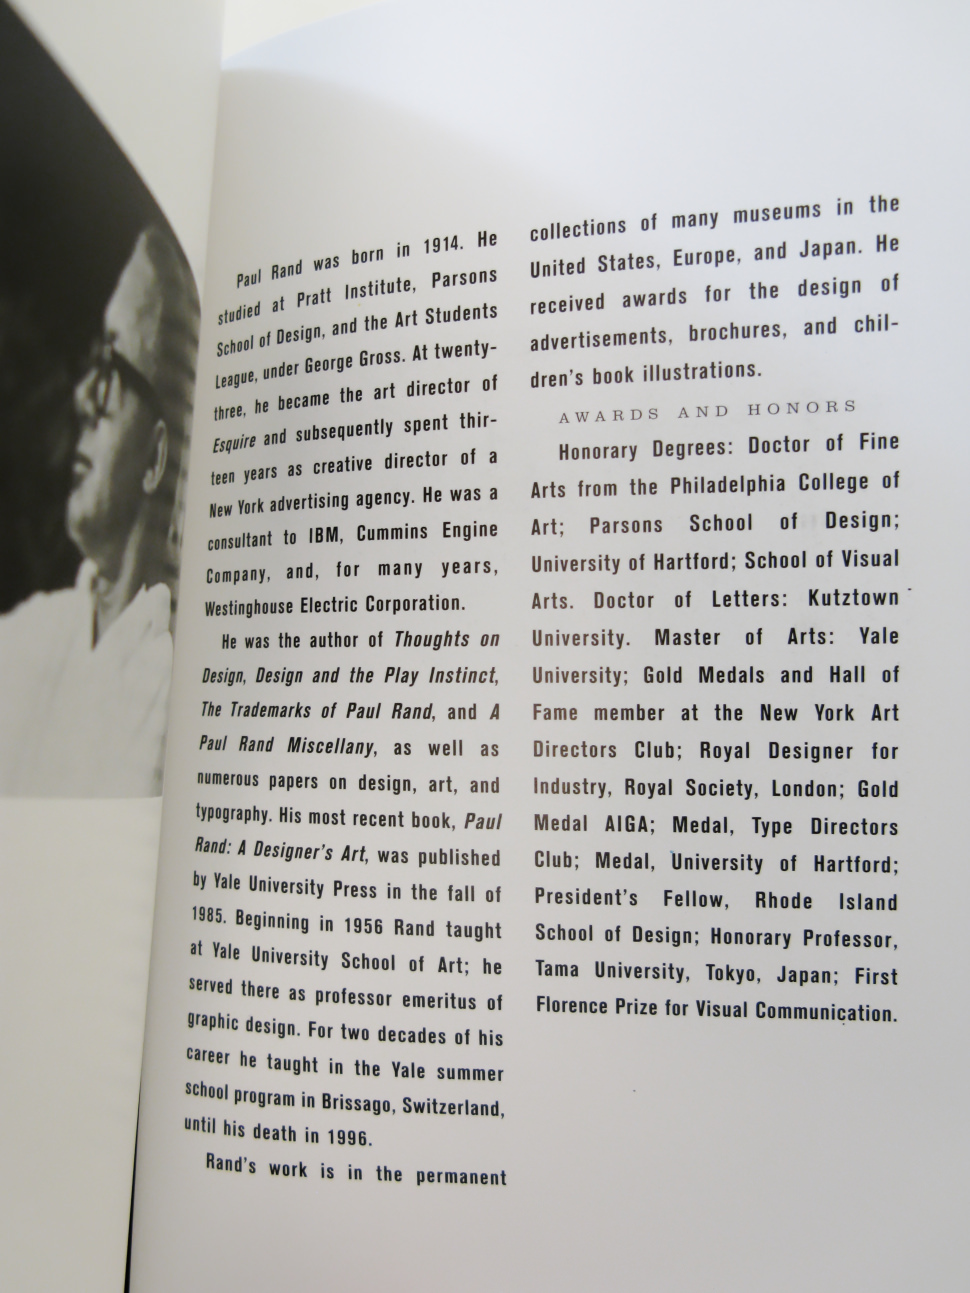 Paul Rand was born in 1914. He
studied at Pratt Institute, Parsons
School of Design, and the Art Students
League, under George Gross. At twenty-
three, he became the art director of
Esquire and subsequently spent thir-
teen years as creative director of a
New York advertising agency. He was a
consultant to IBM, Cummins Engine
Company, and, for many years,
Westinghouse Electric Corporation.
He was the author of Thoughts on
Design, Design and the Play Instinct,
The Trademarks of Paul Rand, and A
Paul Rand Miscellany, as well as
numerous papers on design, art, and
typography. His most recent book, Paul
Rand: A Designer's Art, was published
by Yale University Press in the fall of
1985. Beginning in 1956 Rand taught
at Yale University School of Art; he
served there as professor emeritus of
graphic design. For two decades of his
career he taught in the Yale summer
school program in Brissago, Switzerland,
until his death in 1996.
Rand's work is in the permanent
collections of many museums in the
United States, Europe, and Japan. He
received awards for the design of
advertisements, brochures, and chil-
dren's book illustrations.
AWARDS AND HONORS
Honorary Degrees: Doctor of Fine
Arts from the Philadelphia College of
Art; Parsons School of Design;
University of Hartford; School of Visual
Arts. Doctor of Letters: Kutztown
University. Master of Arts: Yale
University; Gold Medals and Hall of
Fame member at the New York Art
Directors Club; Royal Designer for
Industry, Royal Society, London; Gold
Medal AIGA; Medal, Type Directors
Club; Medal, University of Hartford;
President's Fellow, Rhode Island
School of Design; Honorary Professor,
Tama University, Tokyo, Japan; First
Florence Prize for Visual Communication.